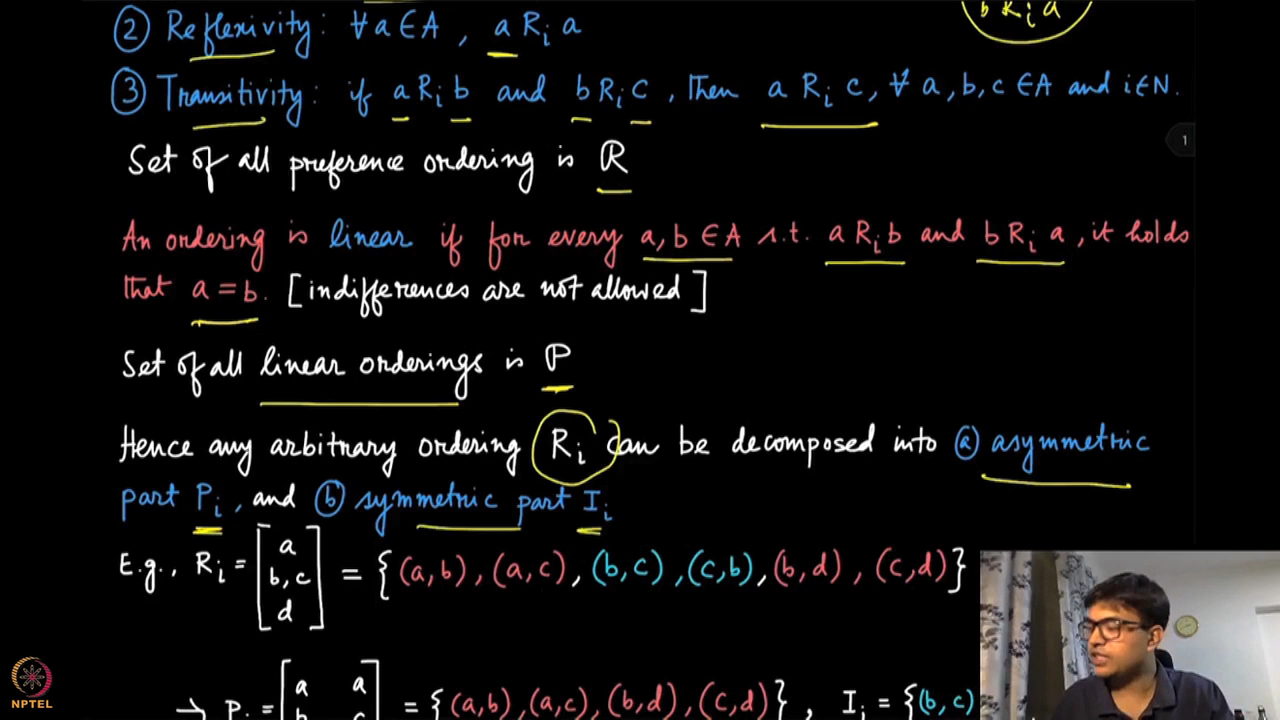 b Rᵢ a
② Reflexivity: ∀ a ∈ A, a Rᵢ a
③ Transitivity: if a Rᵢ b and b Rᵢ c, then a Rᵢ c, ∀ a, b, c ∈ A and i ∈ N.
1
Set of all preference ordering is ℛ
An ordering is linear if for every a, b ∈ A s.t. a Rᵢ b and b Rᵢ a, it holds
that a = b. [indifferences are not allowed]
Set of all linear orderings is 𝒫
Hence any arbitrary ordering Rᵢ can be decomposed into ⓐ asymmetric
part Pᵢ, and ⓑ symmetric part Iᵢ
E.g., Rᵢ = [a
b, c
d] = {(a,b), (a,c), (b,c), (c,b), (b,d), (c,d)}
→ Pᵢ = [a a
b c = {(a,b), (a,c), (b,d), (c,d)}, Iᵢ = {(b,c)
NPTEL